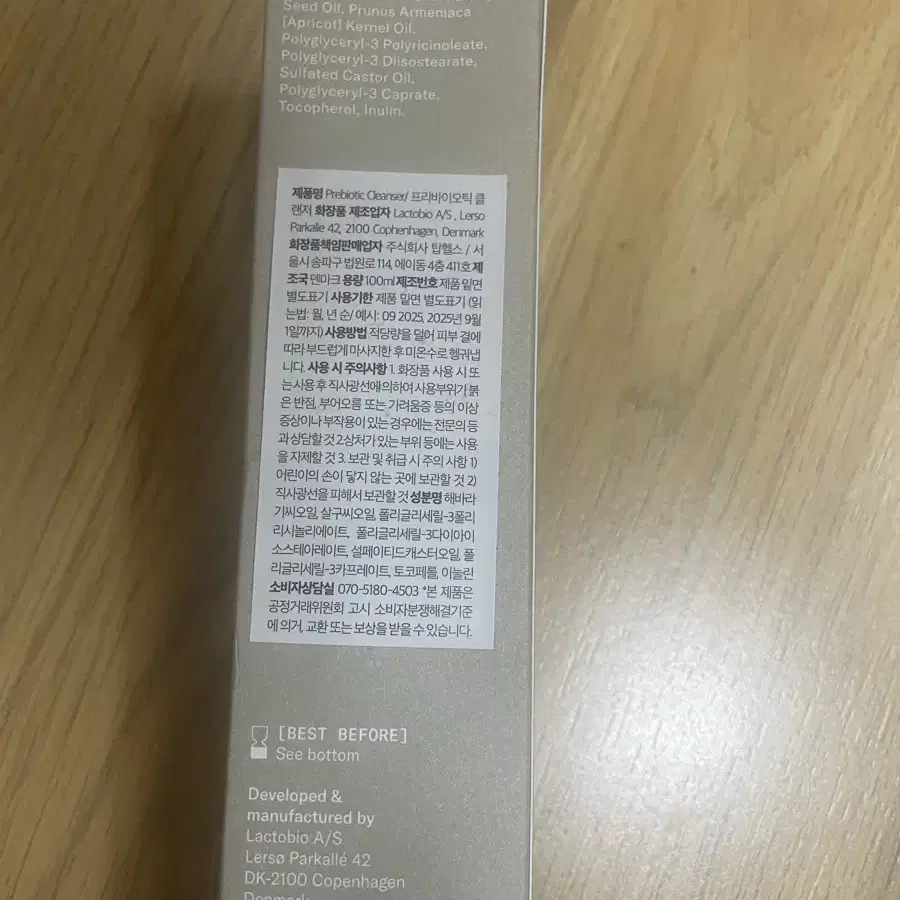 Seed Oil. Prunus Armeniaca
[Apricot] Kernel Oil.
Polyglyceryl-3 Polyricinoleate,
Polyglyceryl-3 Diisostearate,
Sulfated Castor Oil,
Polyglyceryl-3 Caprate,
Tocopherol, Inulin.
제품명 Prebiotic Cleanser/ 프리바이오틱 클
랜저 화장품 제조업자 Lactobio A/S , Lerso
Parkalle 42, 2100 Cophenhagen, Denmark
화장품책임판매업자 주식회사 탑헬스 / 서
울시 송파구 법원로 114, 에이동 4층 411호 제
조국 덴마크 용량 100ml 제조번호 제품 밑면
별도표기 사용기한 제품 밑면 별도표기 (읽
는법: 월, 년 순/ 예시: 09 2025, 2025년 9월
1일까지) 사용방법 적당량을 덜어 피부 결에
따라 부드럽게 마사지한 후 미온수로 헹궈냅
니다. 사용 시 주의사항 1. 화장품 사용 시 또
는 사용 후 직사광선에 의하여 사용부위가 붉
은 반점, 부어오름 또는 가려움증 등의 이상
증상이나 부작용이 있는 경우에는 전문의 등
과 상담할 것 2.상처가 있는 부위 등에는 사용
을 자제할 것 3. 보관 및 취급 시 주의 사항 1)
어린이의 손이 닿지 않는 곳에 보관할 것 2)
직사광선을 피해서 보관할 것 성분명 해바라
기씨오일, 살구씨오일, 폴리글리세릴-3폴리
리시놀리에이트, 폴리글리세릴-3다이아이
소스테아레이트, 설페이티드캐스터오일, 폴
리글리세릴-3카프레이트, 토코페롤, 이눌린
소비자상담실 070-5180-4503 *본 제품은
공정거래위원회 고시 소비자분쟁해결기준
에 의거, 교환 또는 보상을 받을 수 있습니다.
[BEST BEFORE]
See bottom
Developed &
manufactured by
Lactobio A/S
Lersø Parkallé 42
DK-2100 Copenhagen
Denmark